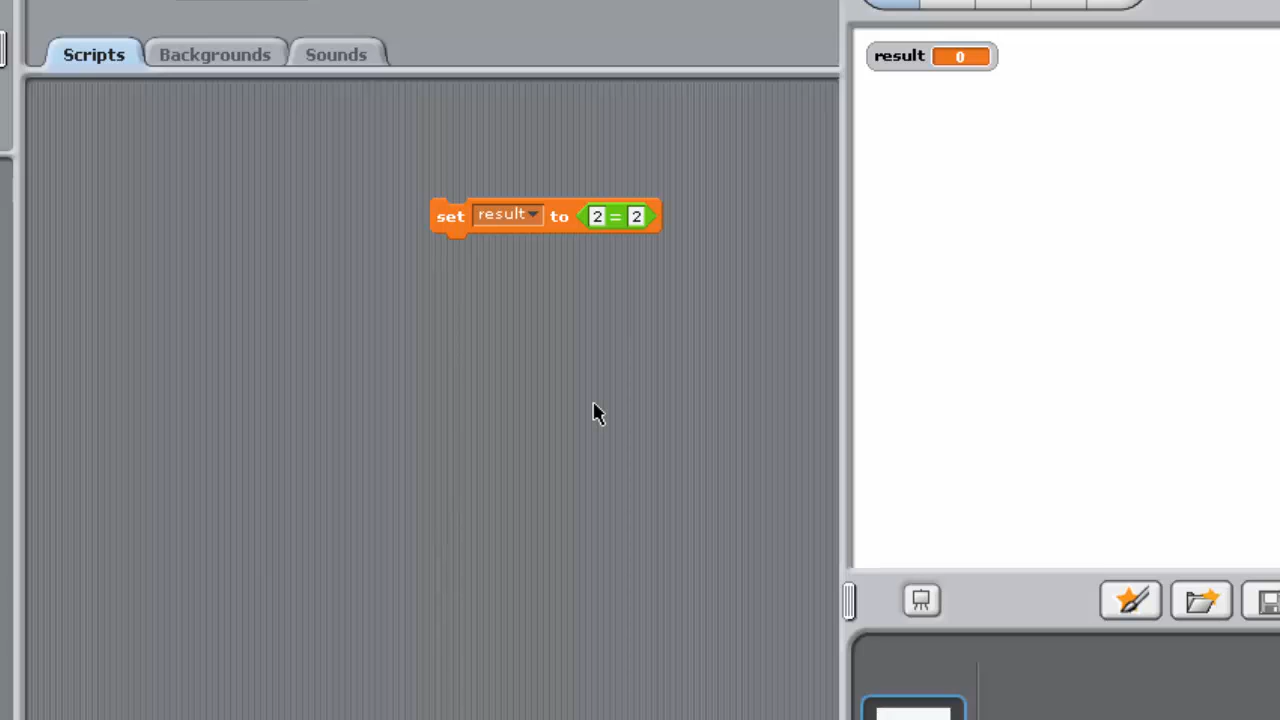 Scripts
Backgrounds
Sounds
result 0
set result to 2 = 2